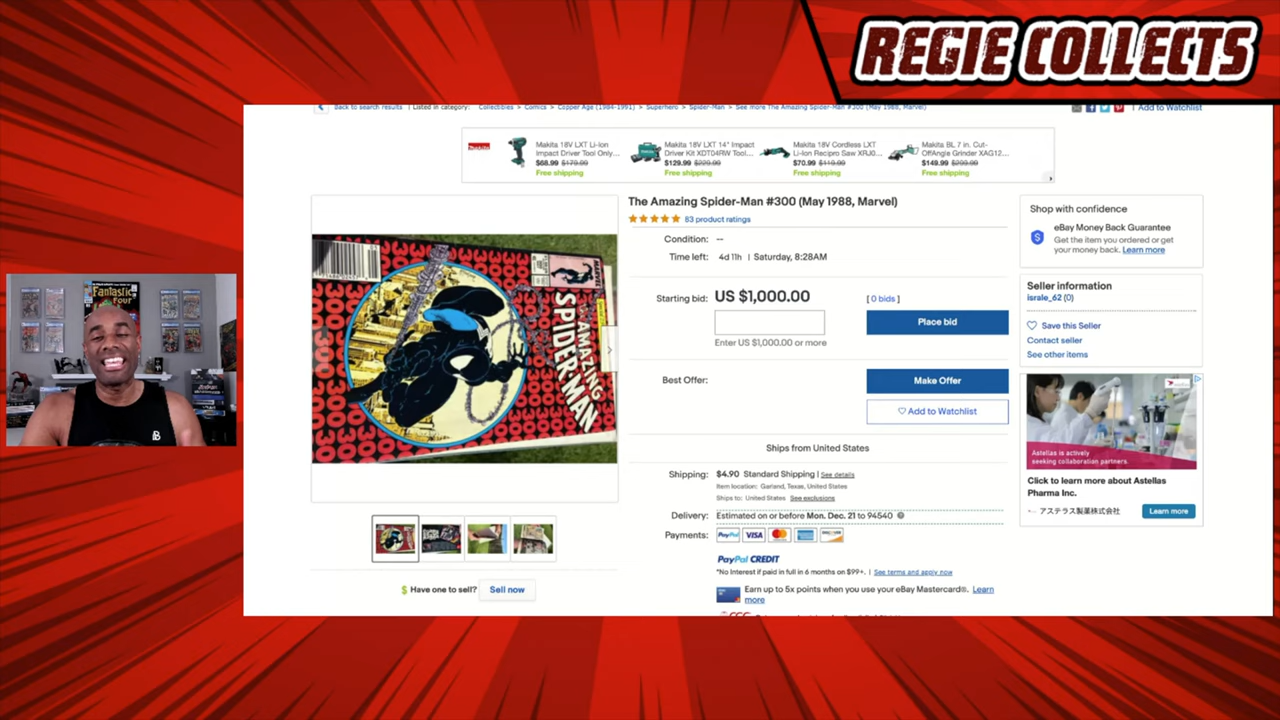 REGIE COLLECTS
Back to search results | Listed in category: Collectibles > Comics > Copper Age (1984-1991) > Superhero > Spider-Man > See more The Amazing Spider-Man #300 (May 1988, Marvel)
| Add to Watchlist
Makita 18V LXT Li-Ion
Impact Driver Tool Only...
$68.99 $179.00
Free shipping
Makita 18V LXT 14" Impact
Driver Kit XDT04RW Tool...
$129.99 $229.00
Free shipping
Makita 18V Cordless LXT
Li-Ion Recipro Saw XRJ0...
$70.99 $119.00
Free shipping
Makita BL 7 in. Cut-
Off/Angle Grinder XAG12...
$149.99 $299.00
Free shipping
The Amazing Spider-Man #300 (May 1988, Marvel)
83 product ratings
Condition: --
Time left: 4d 11h | Saturday, 8:28AM
Starting bid: US $1,000.00 [ 0 bids ]
Place bid
Enter US $1,000.00 or more
Best Offer:
Make Offer
Add to Watchlist
Ships from United States
Shipping: $4.90 Standard Shipping | See details
Item location: Garland, Texas, United States
Ships to: United States See exclusions
Delivery: Estimated on or before Mon. Dec. 21 to 94540
Payments: PayPal VISA
PayPal CREDIT
*No Interest if paid in full in 6 months on $99+. | See terms and apply now
Earn up to 5x points when you use your eBay Mastercard®. Learn
more
Shop with confidence
eBay Money Back Guarantee
Get the item you ordered or get
your money back. Learn more
Seller information
israle_62 (0)
Save this Seller
Contact seller
See other items
Astellas is actively
seeking collaboration partners.
Click to learn more about Astellas
Pharma Inc.
アステラス製薬株式会社
Learn more
THE AMAZING
SPIDER-MAN
MARVEL
300
Fantastic
Four
$ Have one to sell? Sell now